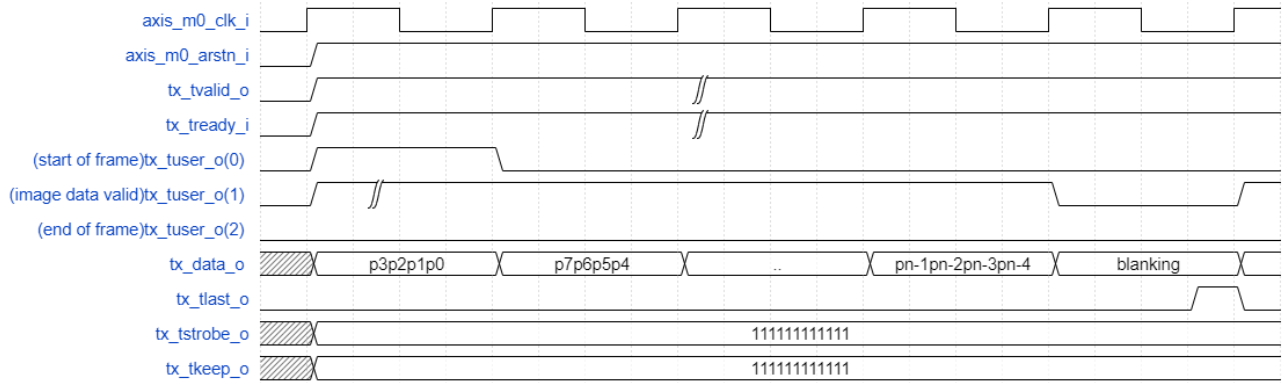 axis_m0_clk_i
axis_m0_arstn_i
tx_tvalid_o
tx_tready_i
(start of frame)tx_tuser_o(0)
(image data valid)tx_tuser_o(1)
(end of frame)tx_tuser_o(2)
tx_data_o p3p2p1p0 p7p6p5p4 .. pn-1pn-2pn-3pn-4 blanking
tx_tlast_o
tx_tstrobe_o 111111111111
tx_tkeep_o 111111111111